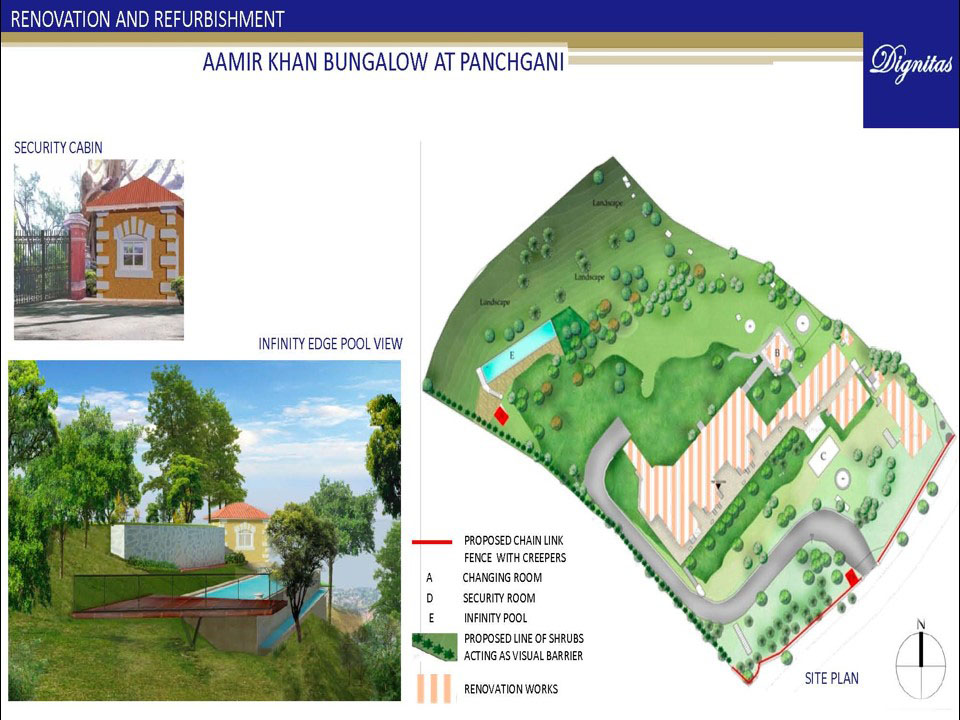 RENOVATION AND REFURBISHMENT
AAMIR KHAN BUNGALOW AT PANCHGANI
Dignitas
SECURITY CABIN
INFINITY EDGE POOL VIEW
Landscape
Landscape
Landscape
E
B
C
PROPOSED CHAIN LINK
FENCE WITH CREEPERS
A CHANGING ROOM
D SECURITY ROOM
E INFINITY POOL
PROPOSED LINE OF SHRUBS
ACTING AS VISUAL BARRIER
RENOVATION WORKS
SITE PLAN
N